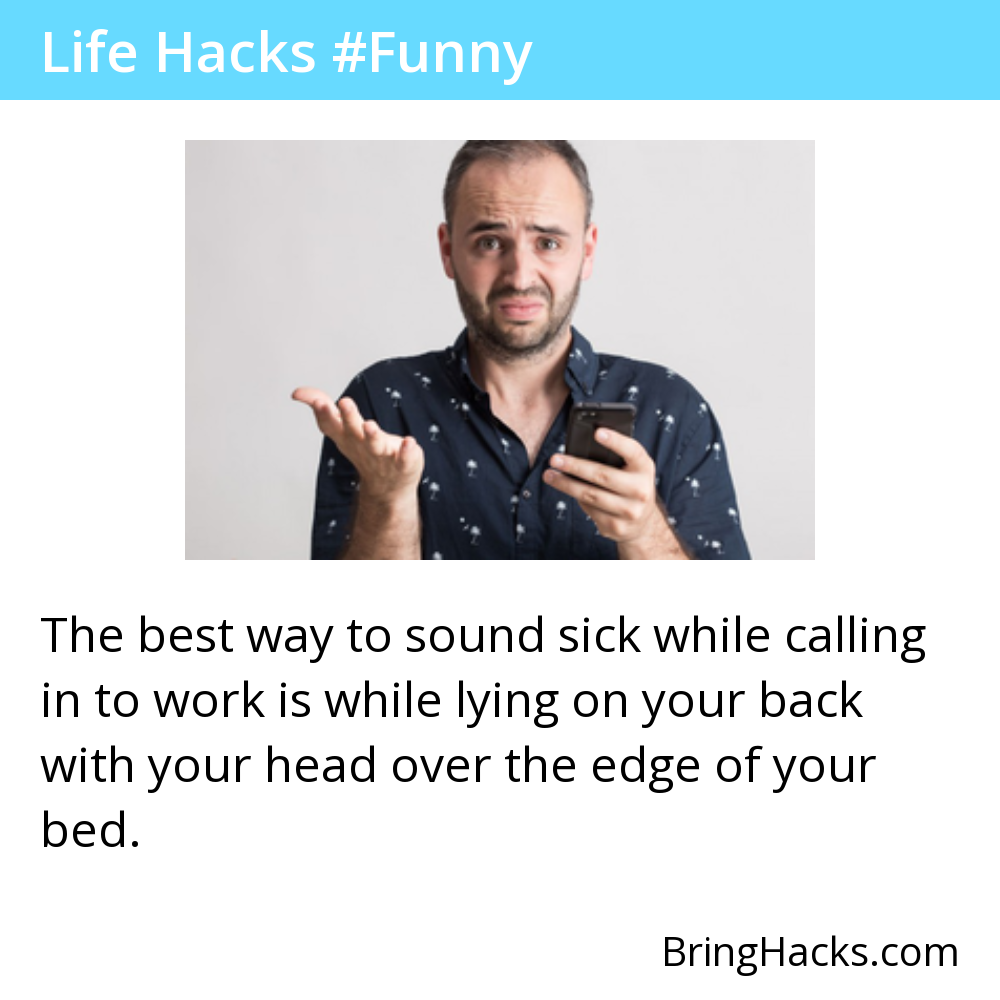 Life Hacks #Funny
The best way to sound sick while calling
in to work is while lying on your back
with your head over the edge of your
bed.
BringHacks.com